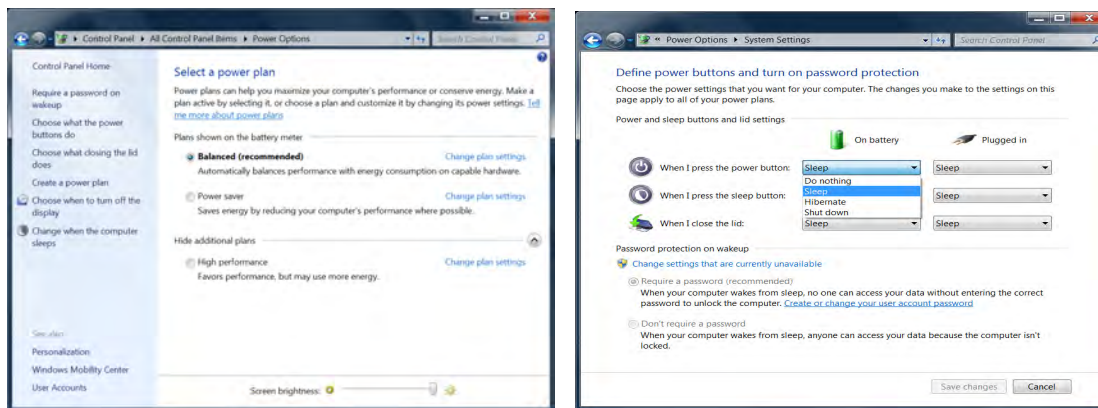 Control Panel ▸ All Control Panel Items ▸ Power Options
Search Control Panel
Control Panel Home
Require a password on
wakeup
Choose what the power
buttons do
Choose what closing the lid
does
Create a power plan
Choose when to turn off the
display
Change when the computer
sleeps
See also
Personalization
Windows Mobility Center
User Accounts
Select a power plan
Power plans can help you maximize your computer's performance or conserve energy. Make a
plan active by selecting it, or choose a plan and customize it by changing its power settings. Tell
me more about power plans
Plans shown on the battery meter
Balanced (recommended) Change plan settings
Automatically balances performance with energy consumption on capable hardware.
Power saver Change plan settings
Saves energy by reducing your computer's performance where possible.
Hide additional plans
High performance Change plan settings
Favors performance, but may use more energy.
Screen brightness:
« Power Options ▸ System Settings
Search Control Panel
Define power buttons and turn on password protection
Choose the power settings that you want for your computer. The changes you make to the settings on this
page apply to all of your power plans.
Power and sleep buttons and lid settings
On battery Plugged in
When I press the power button: Sleep Sleep
Do nothing
Sleep
Hibernate
Shut down
When I press the sleep button: Sleep
When I close the lid: Sleep Sleep
Password protection on wakeup
Change settings that are currently unavailable
Require a password (recommended)
When your computer wakes from sleep, no one can access your data without entering the correct
password to unlock the computer. Create or change your user account password
Don't require a password
When your computer wakes from sleep, anyone can access your data because the computer isn't
locked.
Save changes Cancel